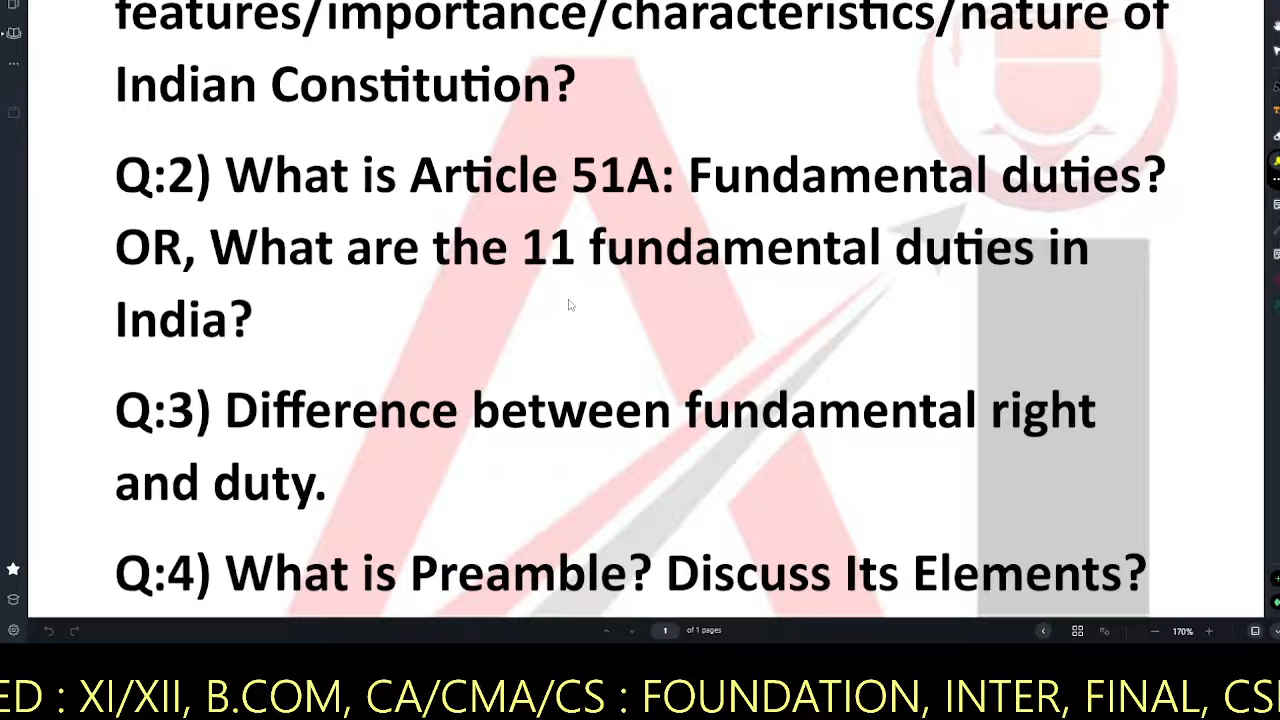 features/importance/characteristics/nature of
Indian Constitution?
Q:2) What is Article 51A: Fundamental duties?
OR, What are the 11 fundamental duties in
India?
Q:3) Difference between fundamental right
and duty.
Q:4) What is Preamble? Discuss Its Elements?
1 of 1 pages
170%
ED : XI/XII, B.COM, CA/CMA/CS : FOUNDATION, INTER, FINAL, CS